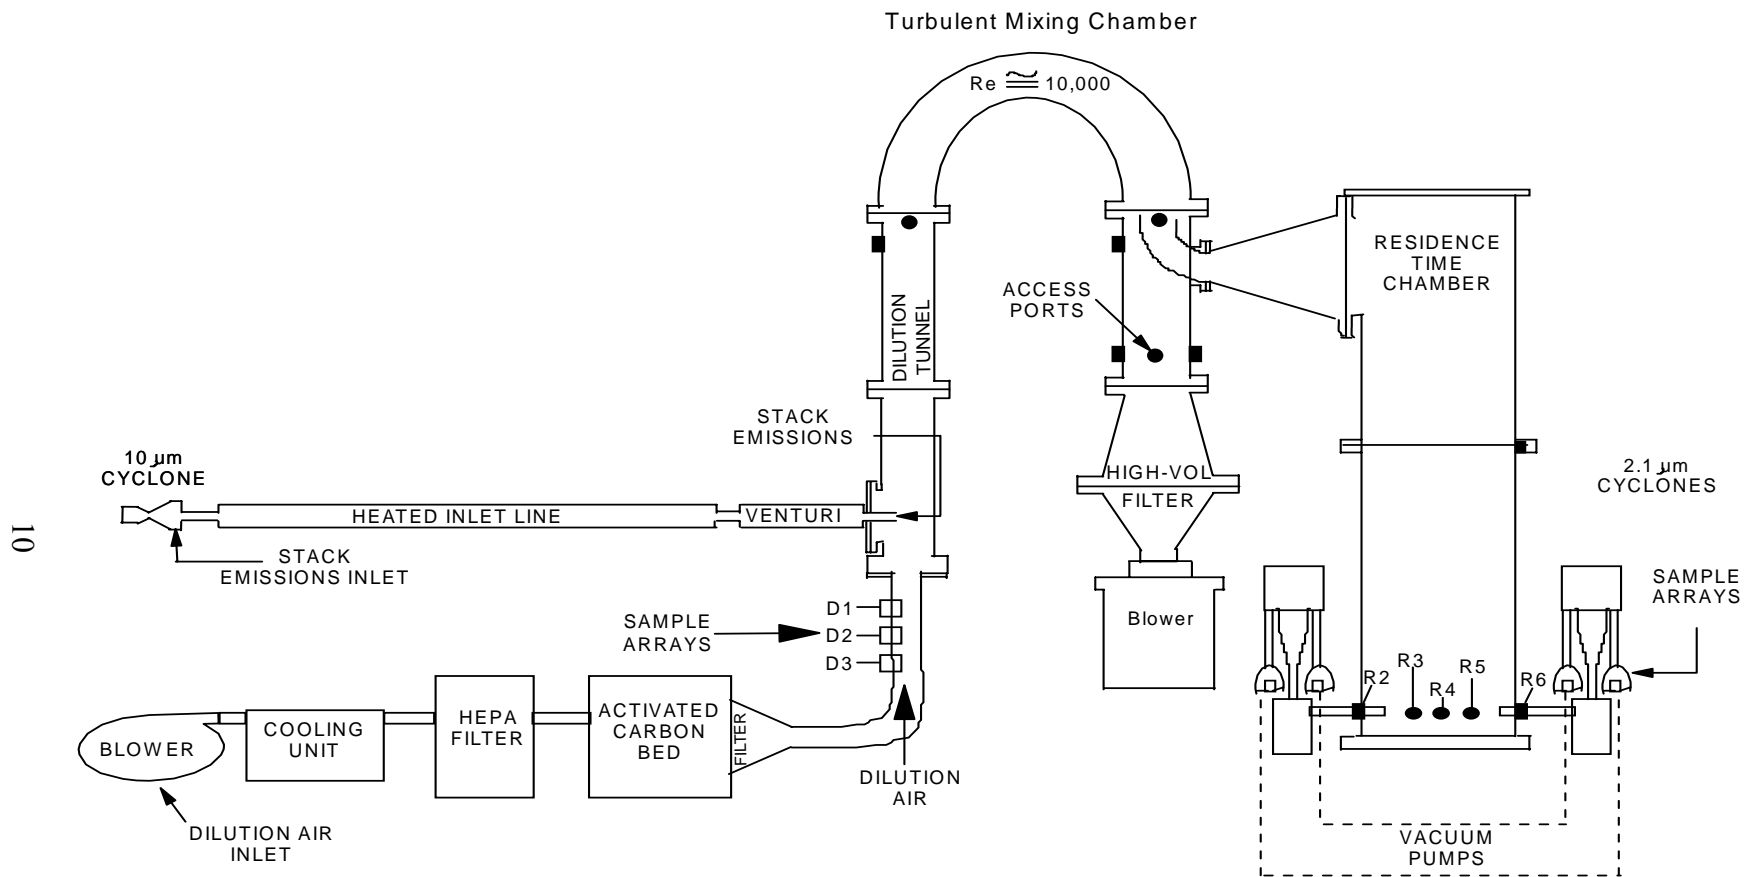 Turbulent Mixing Chamber
Re ≅ 10,000
RESIDENCE
TIME
CHAMBER
ACCESS
PORTS
DILUTION
TUNNEL
STACK
EMISSIONS
10 µm
CYCLONE
HIGH-VOL
FILTER
2.1 µm
CYCLONES
HEATED INLET LINE
VENTURI
10
STACK
EMISSIONS INLET
SAMPLE
ARRAYS
D1
D2
D3
Blower
SAMPLE
ARRAYS
R2
R3
R4
R5
R6
BLOWER
COOLING
UNIT
HEPA
FILTER
ACTIVATED
CARBON
BED
FILTER
DILUTION
AIR
DILUTION AIR
INLET
VACUUM
PUMPS